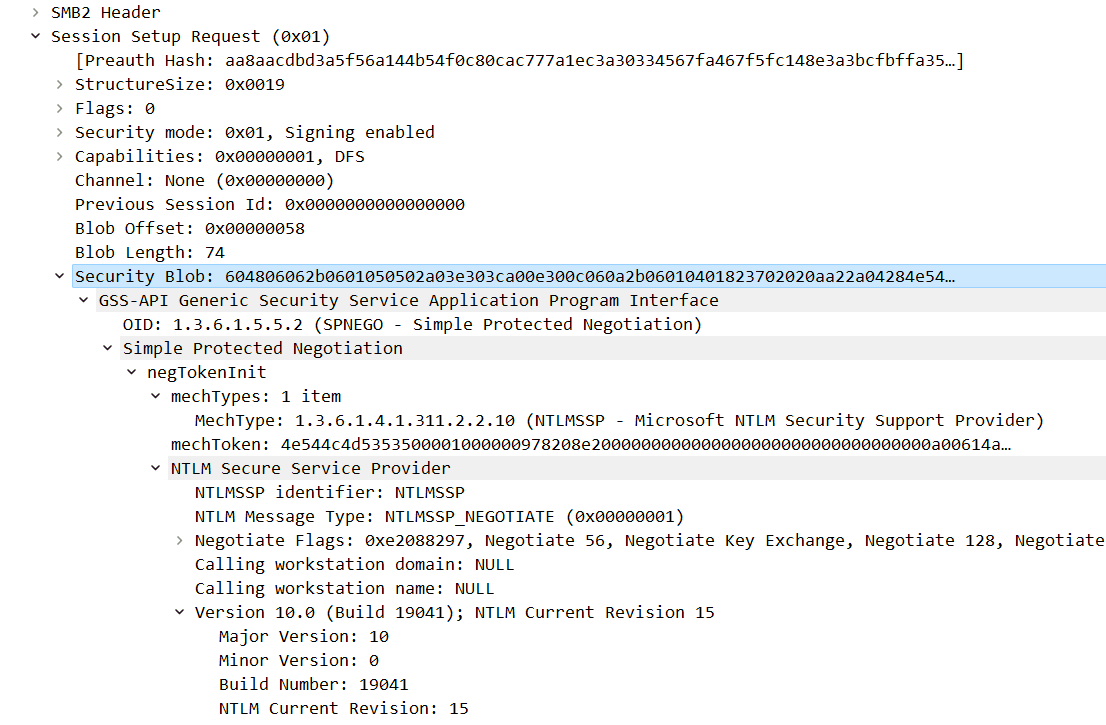 SMB2 Header
Session Setup Request (0x01)
[Preauth Hash: aa8aacdbd3a5f56a144b54f0c80cac777a1ec3a30334567fa467f5fc148e3a3bcfbffa35…]
StructureSize: 0x0019
Flags: 0
Security mode: 0x01, Signing enabled
Capabilities: 0x00000001, DFS
Channel: None (0x00000000)
Previous Session Id: 0x0000000000000000
Blob Offset: 0x00000058
Blob Length: 74
Security Blob: 604806062b0601050502a03e303ca00e300c060a2b06010401823702020aa22a04284e54…
GSS-API Generic Security Service Application Program Interface
OID: 1.3.6.1.5.5.2 (SPNEGO - Simple Protected Negotiation)
Simple Protected Negotiation
negTokenInit
mechTypes: 1 item
MechType: 1.3.6.1.4.1.311.2.2.10 (NTLMSSP - Microsoft NTLM Security Support Provider)
mechToken: 4e544c4d5353500001000000978208e2000000000000000000000000000000000a00614a…
NTLM Secure Service Provider
NTLMSSP identifier: NTLMSSP
NTLM Message Type: NTLMSSP_NEGOTIATE (0x00000001)
Negotiate Flags: 0xe2088297, Negotiate 56, Negotiate Key Exchange, Negotiate 128, Negotiate
Calling workstation domain: NULL
Calling workstation name: NULL
Version 10.0 (Build 19041); NTLM Current Revision 15
Major Version: 10
Minor Version: 0
Build Number: 19041
NTLM Current Revision: 15